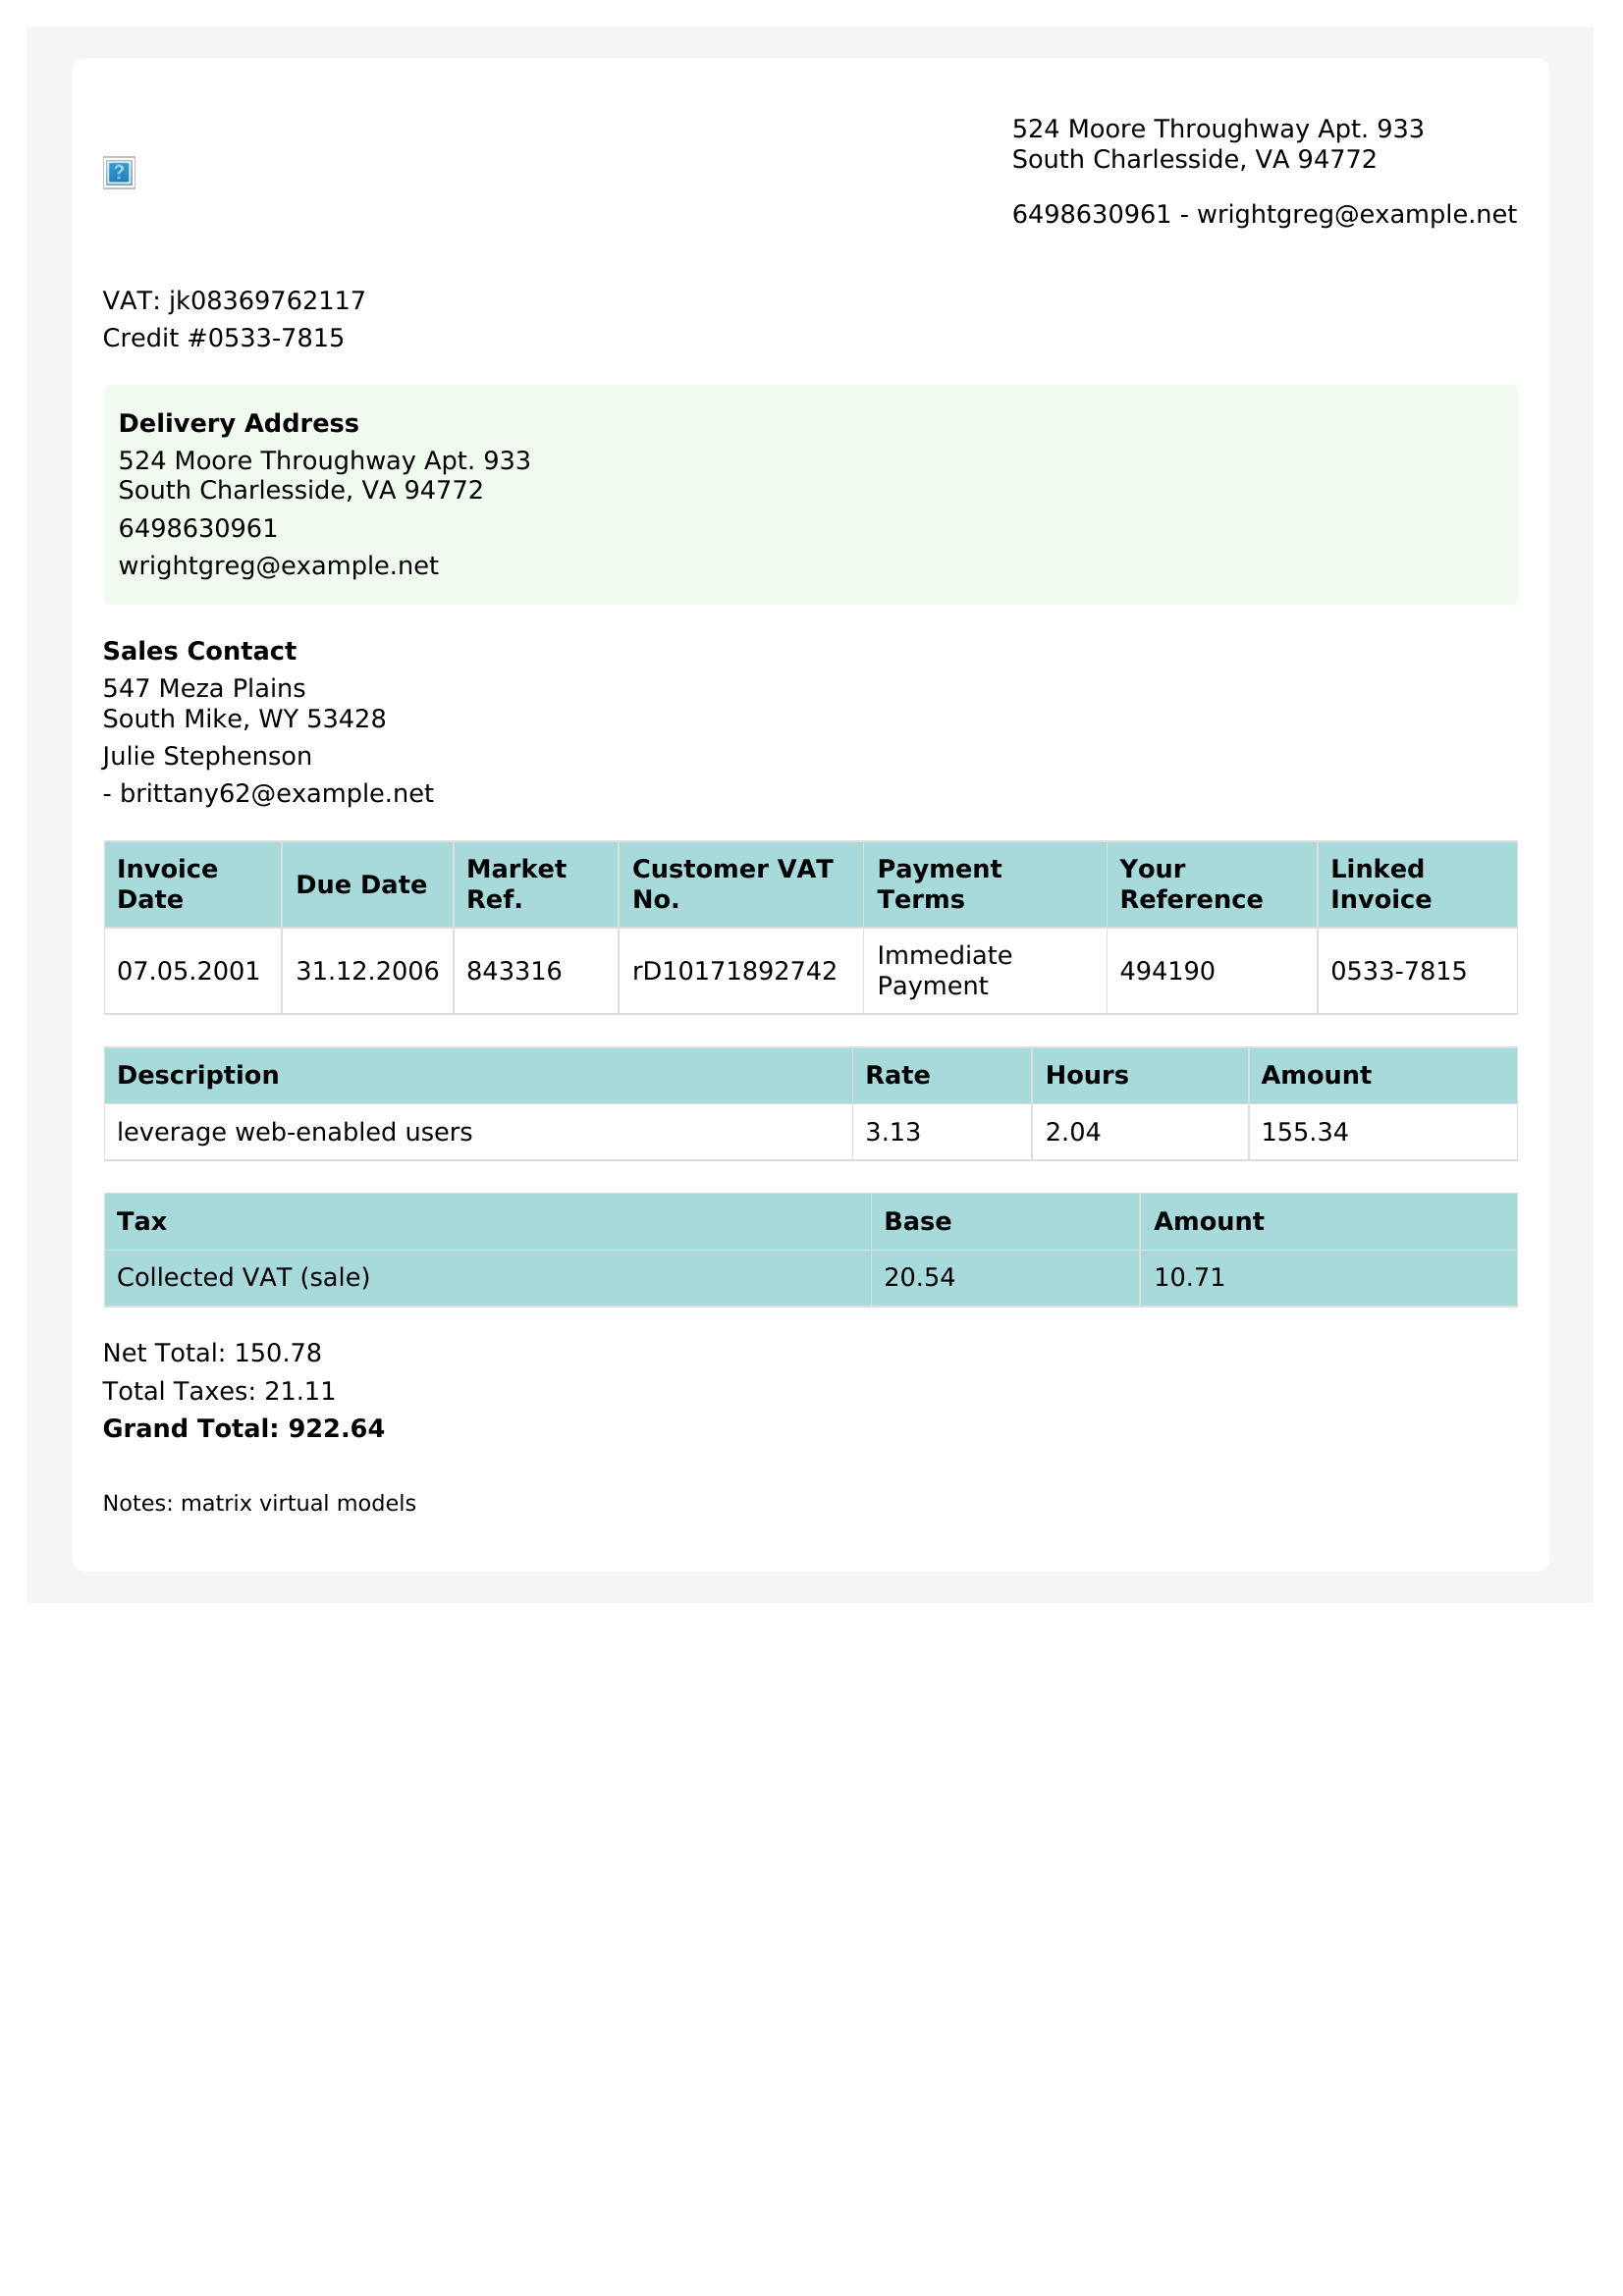 524 Moore Throughway Apt. 933
South Charlesside, VA 94772
6498630961 - wrightgreg@example.net
VAT: jk08369762117
Credit #0533-7815
Delivery Address
524 Moore Throughway Apt. 933
South Charlesside, VA 94772
6498630961
wrightgreg@example.net
Sales Contact
547 Meza Plains
South Mike, WY 53428
Julie Stephenson
- brittany62@example.net
Invoice Date Due Date Market Ref. Customer VAT No. Payment Terms Your Reference Linked Invoice
07.05.2001 31.12.2006 843316 rD10171892742 Immediate Payment 494190 0533-7815
Description Rate Hours Amount
leverage web-enabled users 3.13 2.04 155.34
Tax Base Amount
Collected VAT (sale) 20.54 10.71
Net Total: 150.78
Total Taxes: 21.11
Grand Total: 922.64
Notes: matrix virtual models